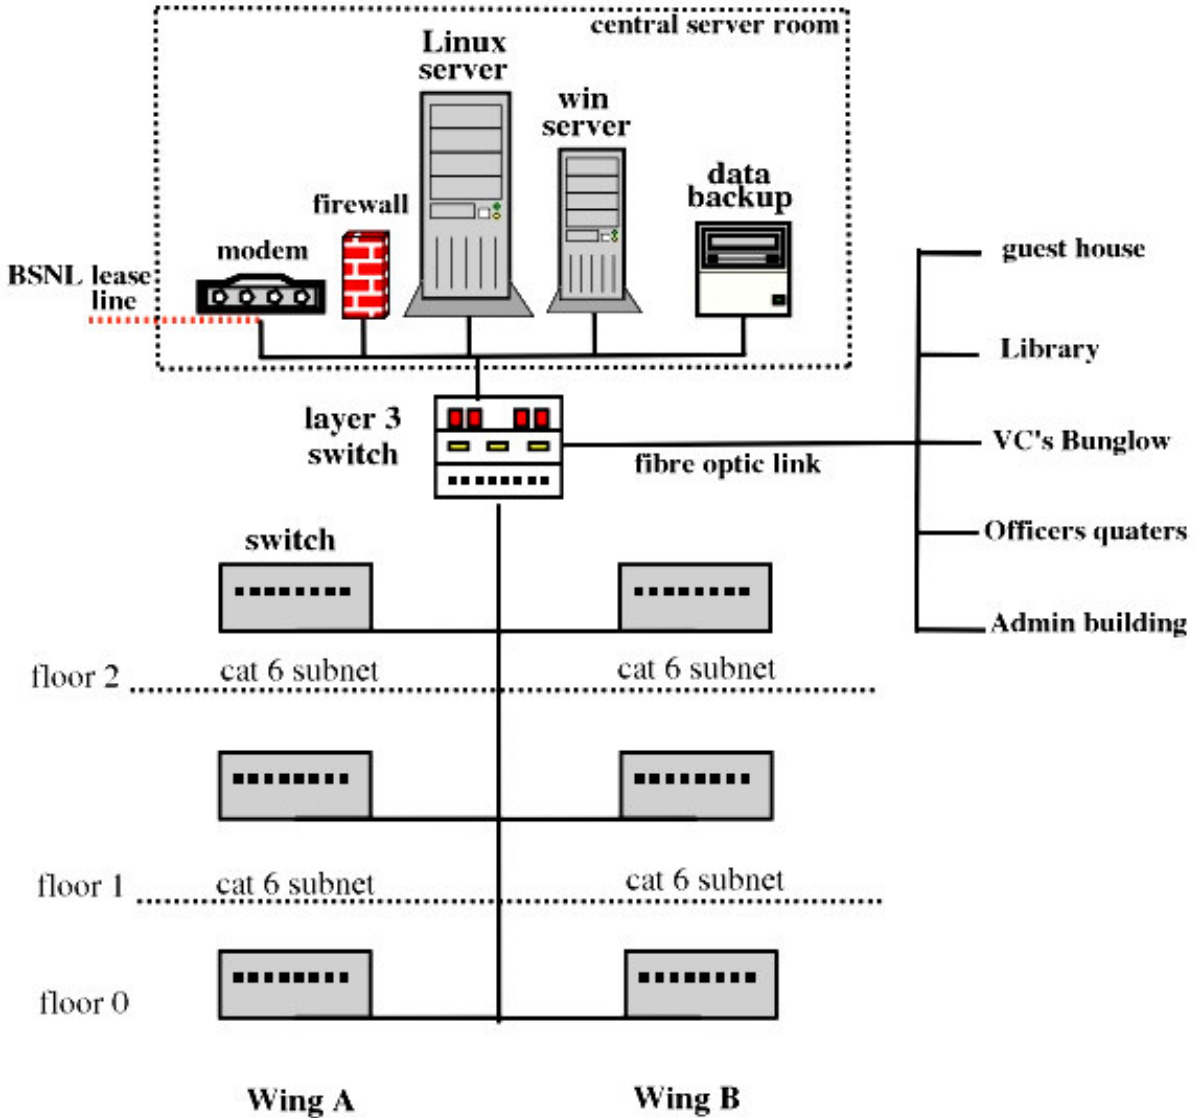 central server room
Linux
server
win
server
data
backup
firewall
modem
BSNL lease
line
guest house
Library
VC's Bunglow
Officers quaters
Admin building
layer 3
switch
fibre optic link
switch
cat 6 subnet
cat 6 subnet
floor 2
cat 6 subnet
cat 6 subnet
floor 1
floor 0
Wing A
Wing B